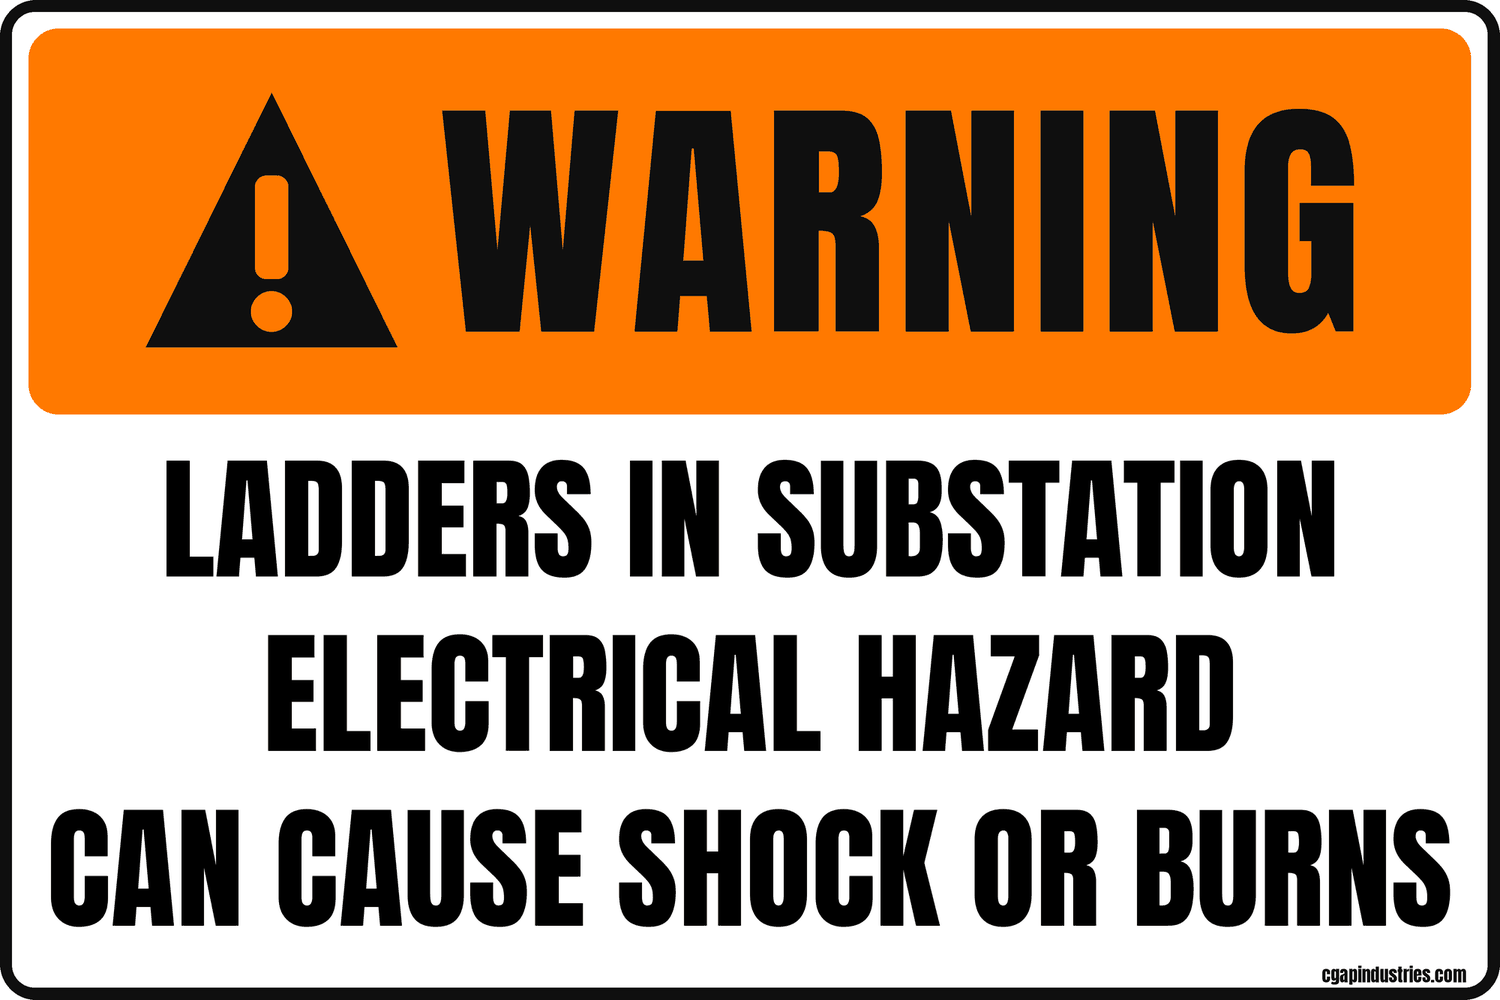 WARNING
LADDERS IN SUBSTATION
ELECTRICAL HAZARD
CAN CAUSE SHOCK OR BURNS
cgapindustries.com